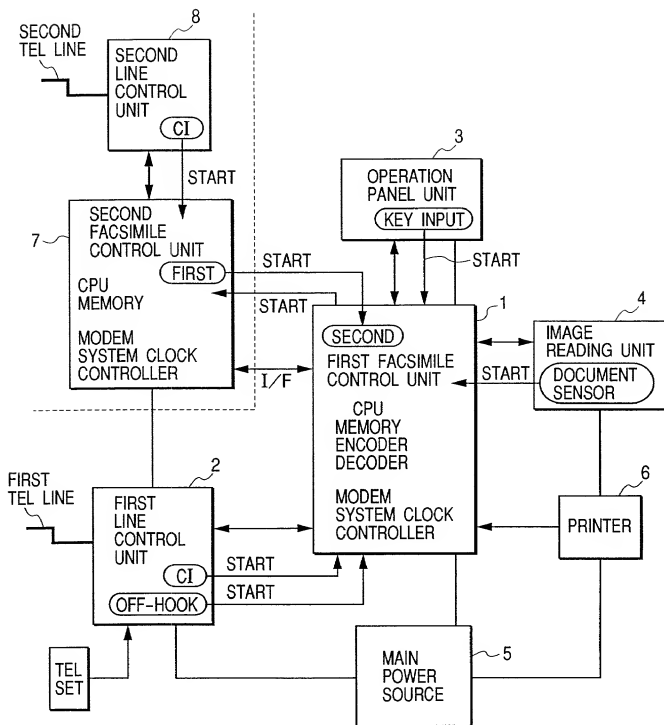 8
SECOND
TEL LINE
SECOND
LINE
CONTROL
UNIT
CI
START
3
OPERATION
PANEL UNIT
KEY INPUT
START
7
SECOND
FACSIMILE
CONTROL UNIT
FIRST
CPU
MEMORY
MODEM
SYSTEM CLOCK
CONTROLLER
START
START
I/F
1
SECOND
FIRST FACSIMILE
CONTROL UNIT
CPU
MEMORY
ENCODER
DECODER
MODEM
SYSTEM CLOCK
CONTROLLER
4
IMAGE
READING UNIT
START
DOCUMENT
SENSOR
2
FIRST
TEL LINE
FIRST
LINE
CONTROL
UNIT
CI
START
OFF-HOOK
START
6
PRINTER
TEL
SET
5
MAIN
POWER
SOURCE